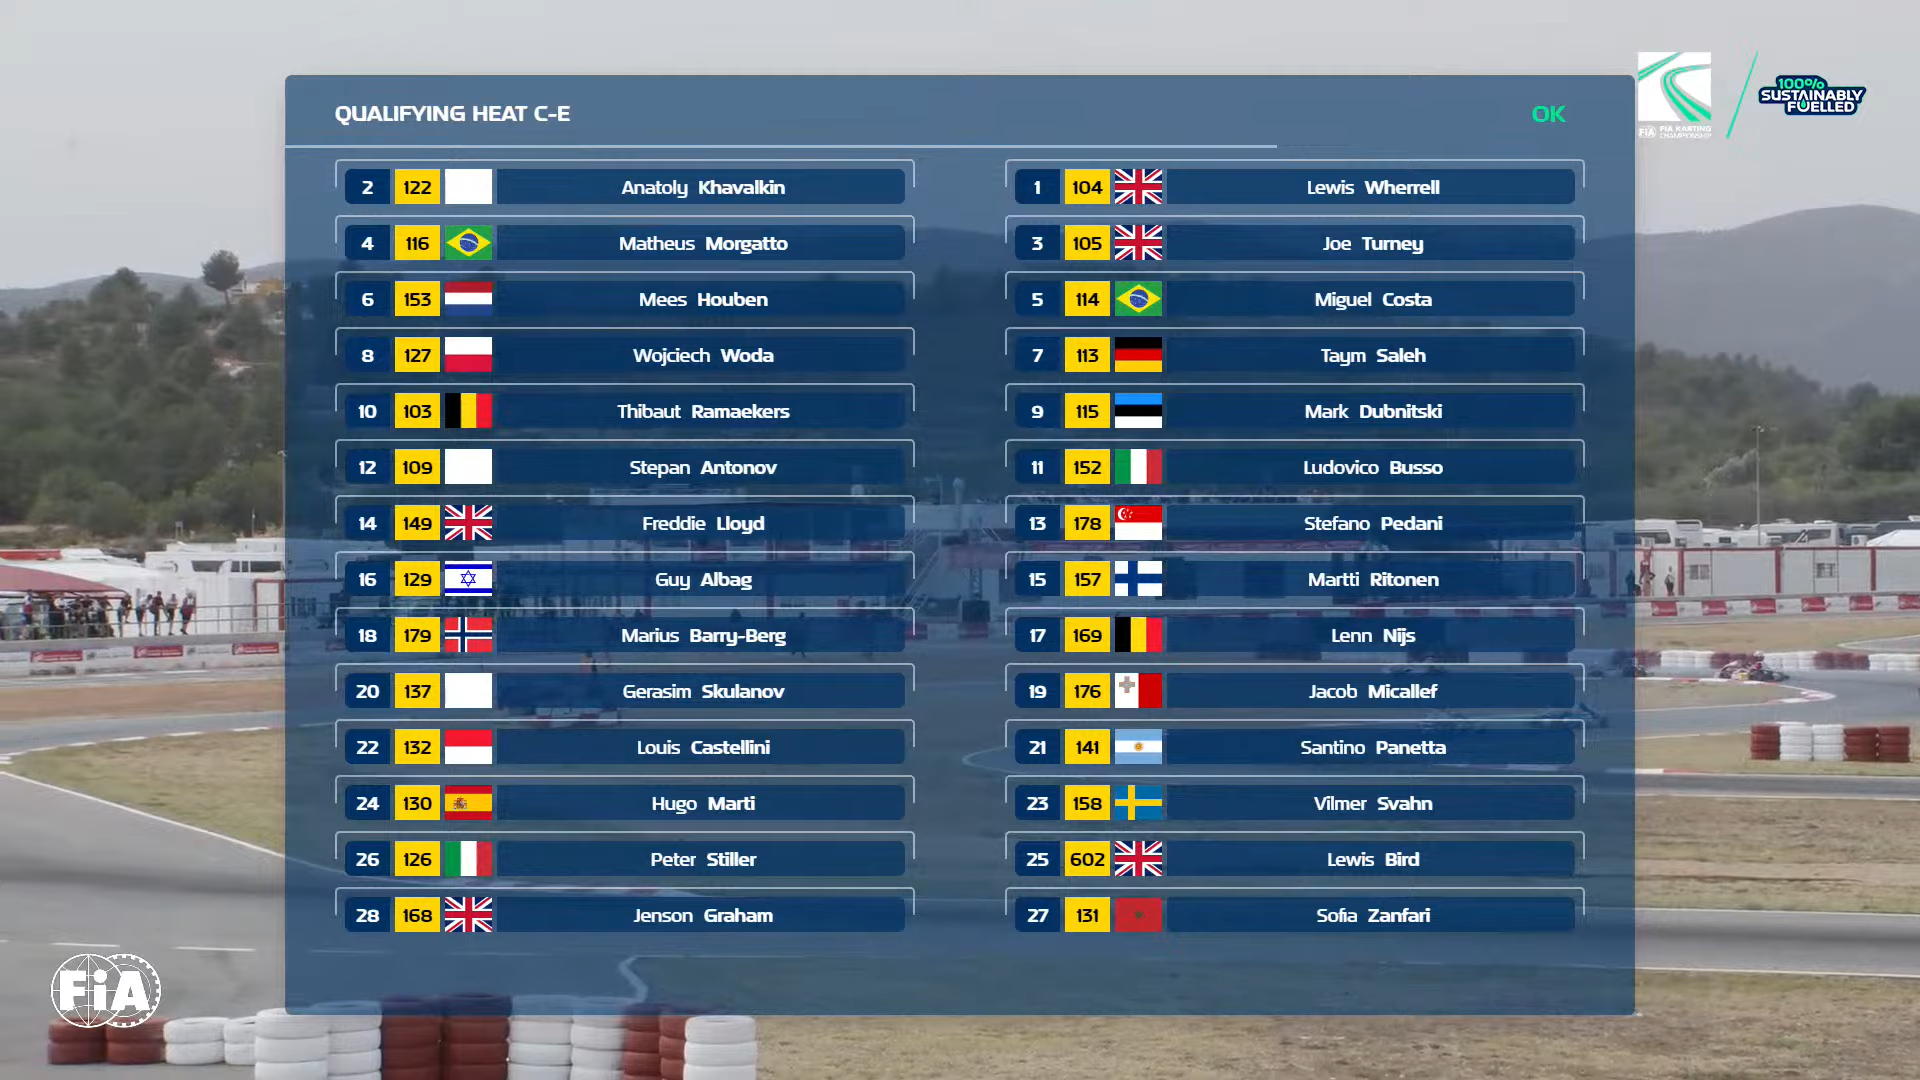 QUALIFYING HEAT C-E
OK
100%
SUSTAINABLY
FUELLED
FIA FIA KARTING
CHAMPIONSHIP
2 122 Anatoly Khavalkin
1 104 Lewis Wherrell
4 116 Matheus Morgatto
3 105 Joe Turney
6 153 Mees Houben
5 114 Miguel Costa
8 127 Wojciech Woda
7 113 Taym Saleh
10 103 Thibaut Ramaekers
9 115 Mark Dubnitski
12 109 Stepan Antonov
11 152 Ludovico Busso
14 149 Freddie Lloyd
13 178 Stefano Pedani
16 129 Guy Albag
15 157 Martti Ritonen
18 179 Marius Barry-Berg
17 169 Lenn Nijs
20 137 Gerasim Skulanov
19 176 Jacob Micallef
22 132 Louis Castellini
21 141 Santino Panetta
24 130 Hugo Marti
23 158 Vilmer Svahn
26 126 Peter Stiller
25 602 Lewis Bird
28 168 Jenson Graham
27 131 Sofia Zanfari
FiA